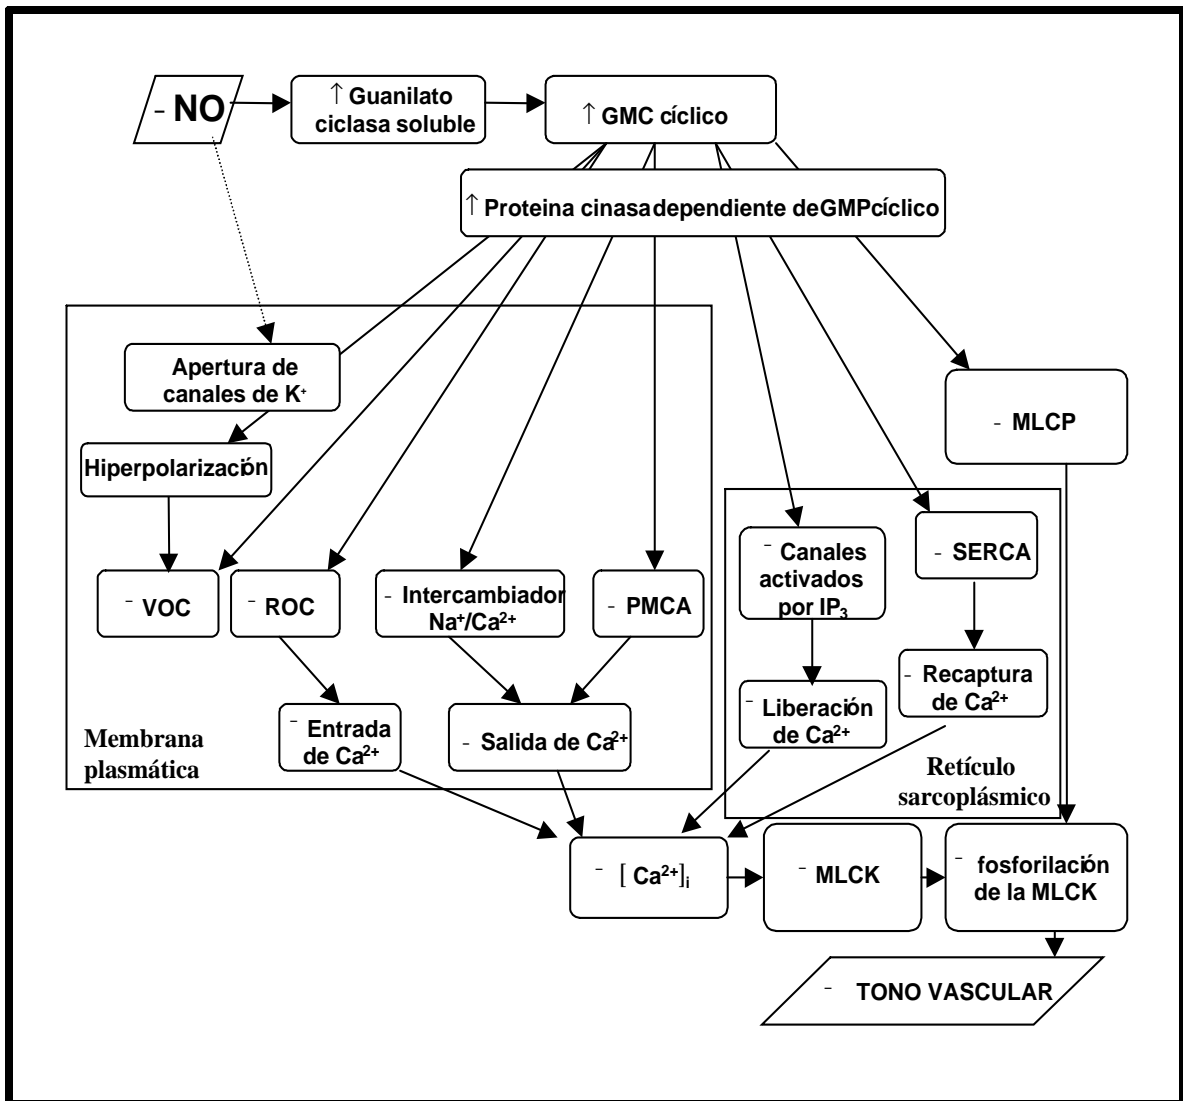 - NO
↑ Guanilato
ciclasa soluble
↑ GMC cíclico
↑ Proteina cinasa dependiente de GMP cíclico
Apertura de
canales de K+
Hiperpolarización
- MLCP
- VOC
- ROC
- Intercambiador
Na+/Ca2+
- PMCA
- Canales
activados
por IP3
- SERCA
- Entrada
de Ca2+
- Salida de Ca2+
- Liberación
de Ca2+
- Recaptura
de Ca2+
Membrana
plasmática
Retículo
sarcoplásmico
- [ Ca2+]i
- MLCK
- fosforilación
de la MLCK
- TONO VASCULAR